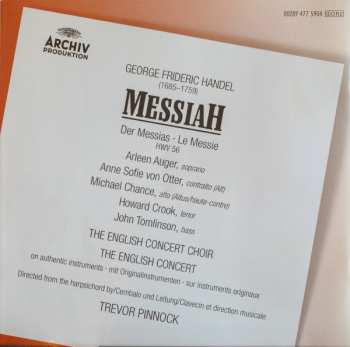 00289 477 5904 GOR2
ARCHIV
PRODUKTION
GEORGE FRIDERIC HANDEL
(1685–1759)
MESSIAH
Der Messias · Le Messie
HWV 56
Arleen Auger, soprano
Anne Sofie von Otter, contralto (Alt)
Michael Chance, alto (Altus/haute-contre)
Howard Crook, tenor
John Tomlinson, bass
THE ENGLISH CONCERT CHOIR
THE ENGLISH CONCERT
on authentic instruments · mit Originalinstrumenten · sur instruments originaux
Directed from the harpsichord by/Cembalo und Leitung/Clavecin et direction musicale
TREVOR PINNOCK